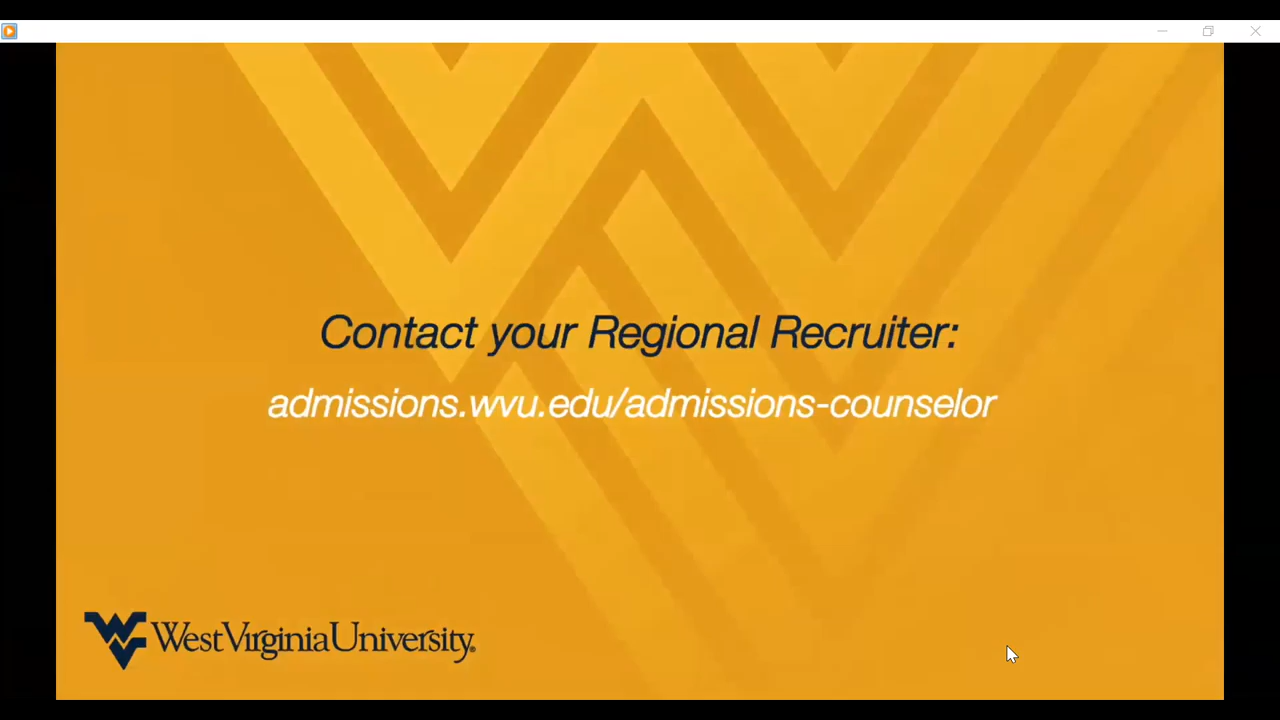 Contact your Regional Recruiter:
admissions.wvu.edu/admissions-counselor
WestVirginiaUniversity®